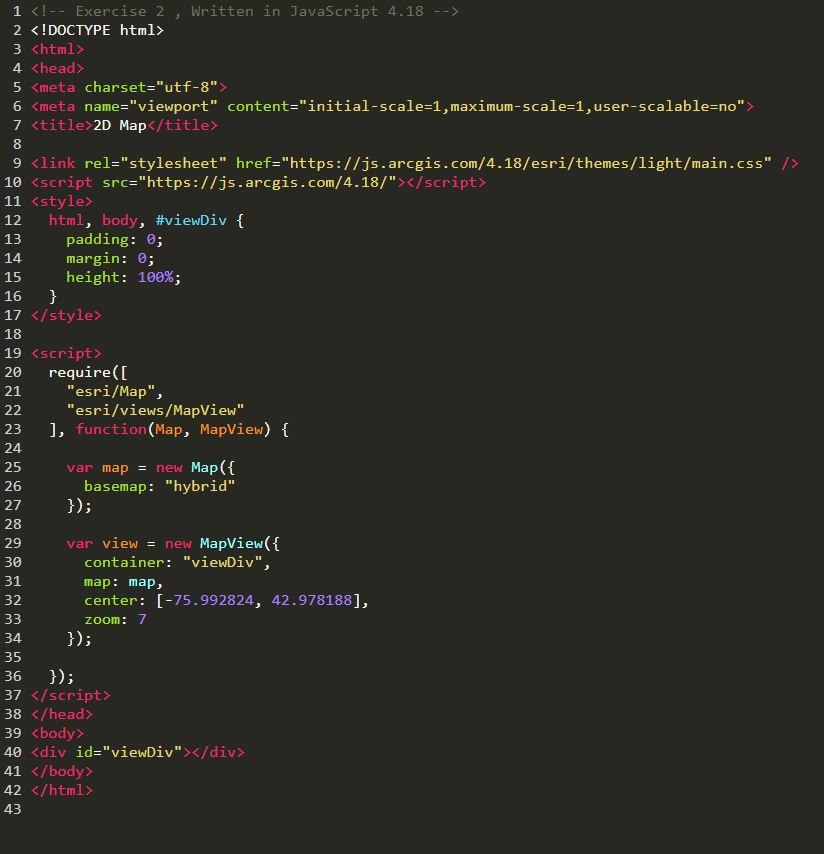 1 <!-- Exercise 2 , Written in JavaScript 4.18 -->
2 <!DOCTYPE html>
3 <html>
4 <head>
5 <meta charset="utf-8">
6 <meta name="viewport" content="initial-scale=1,maximum-scale=1,user-scalable=no">
7 <title>2D Map</title>
8
9 <link rel="stylesheet" href="https://js.arcgis.com/4.18/esri/themes/light/main.css" />
10 <script src="https://js.arcgis.com/4.18/"></script>
11 <style>
12   html, body, #viewDiv {
13     padding: 0;
14     margin: 0;
15     height: 100%;
16   }
17 </style>
18
19 <script>
20   require([
21     "esri/Map",
22     "esri/views/MapView"
23   ], function(Map, MapView) {
24
25     var map = new Map({
26       basemap: "hybrid"
27     });
28
29     var view = new MapView({
30       container: "viewDiv",
31       map: map,
32       center: [-75.992824, 42.978188],
33       zoom: 7
34     });
35
36   });
37 </script>
38 </head>
39 <body>
40 <div id="viewDiv"></div>
41 </body>
42 </html>
43